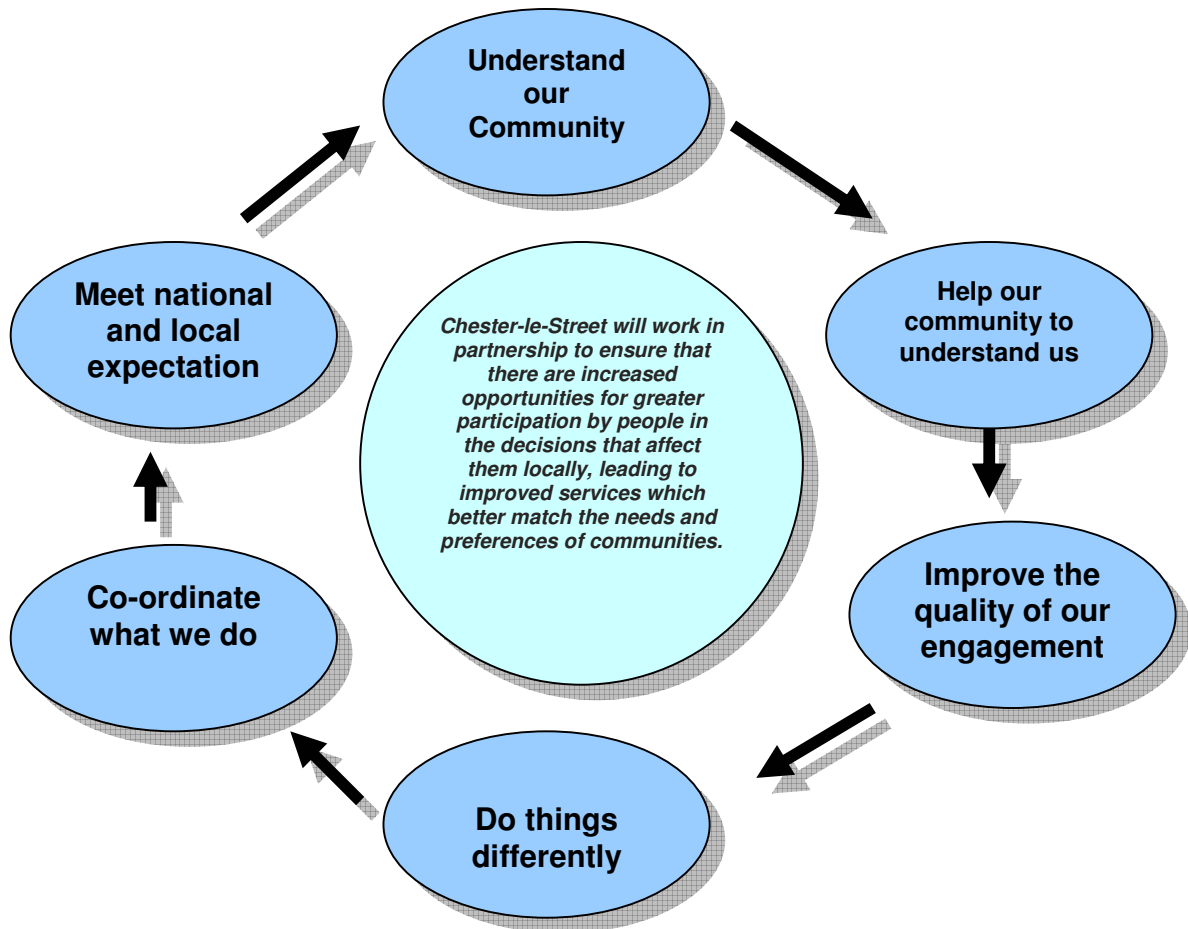 Understand
our
Community
Help our
community to
understand us
Improve the
quality of our
engagement
Do things
differently
Co-ordinate
what we do
Meet national
and local
expectation
Chester-le-Street will work in
partnership to ensure that
there are increased
opportunities for greater
participation by people in
the decisions that affect
them locally, leading to
improved services which
better match the needs and
preferences of communities.